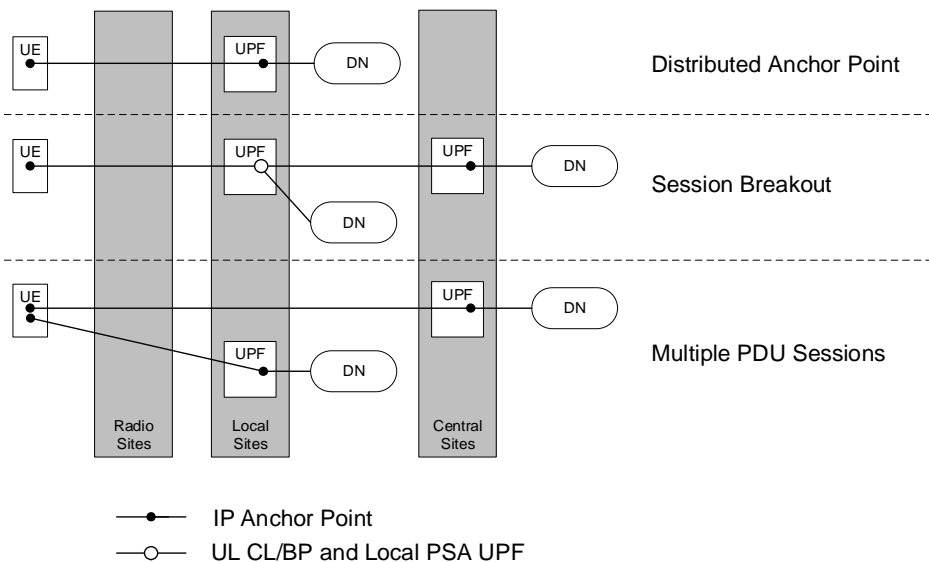 UE
UPF
DN
Distributed Anchor Point
UE
UPF
UPF
DN
Session Breakout
DN
UE
UPF
DN
UPF
DN
Multiple PDU Sessions
Radio
Sites
Local
Sites
Central
Sites
IP Anchor Point
UL CL/BP and Local PSA UPF